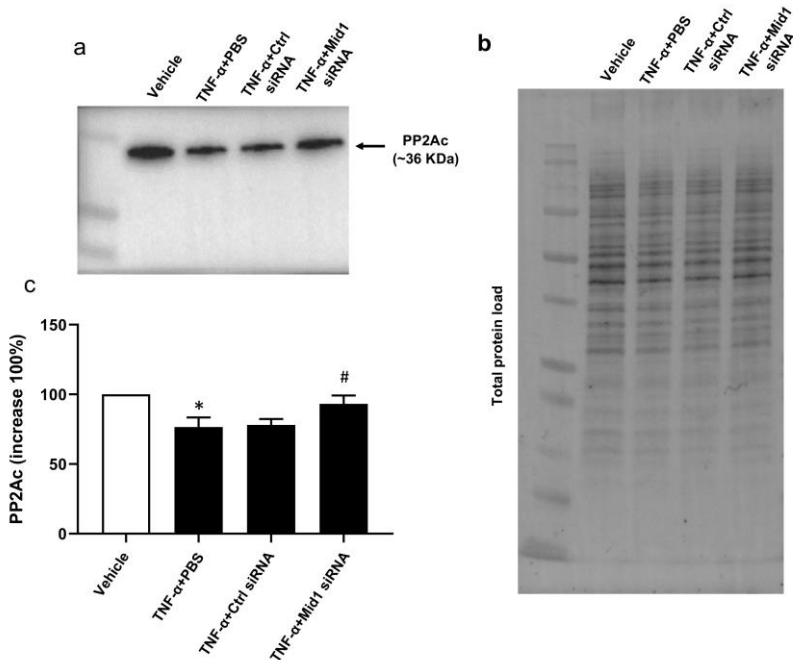 a
Vehicle
TNF-α+PBS
TNF-α+Ctrl
siRNA
TNF-α+Mid1
siRNA
PP2Ac
(~36 KDa)
b
Vehicle
TNF-α+PBS
TNF-α+Ctrl
siRNA
TNF-α+Mid1
siRNA
Total protein load
c
PP2Ac (increase 100%)
150
100
50
0
*
#
Vehicle
TNF-α+PBS
TNF-α+Ctrl siRNA
TNF-α+Mid1 siRNA